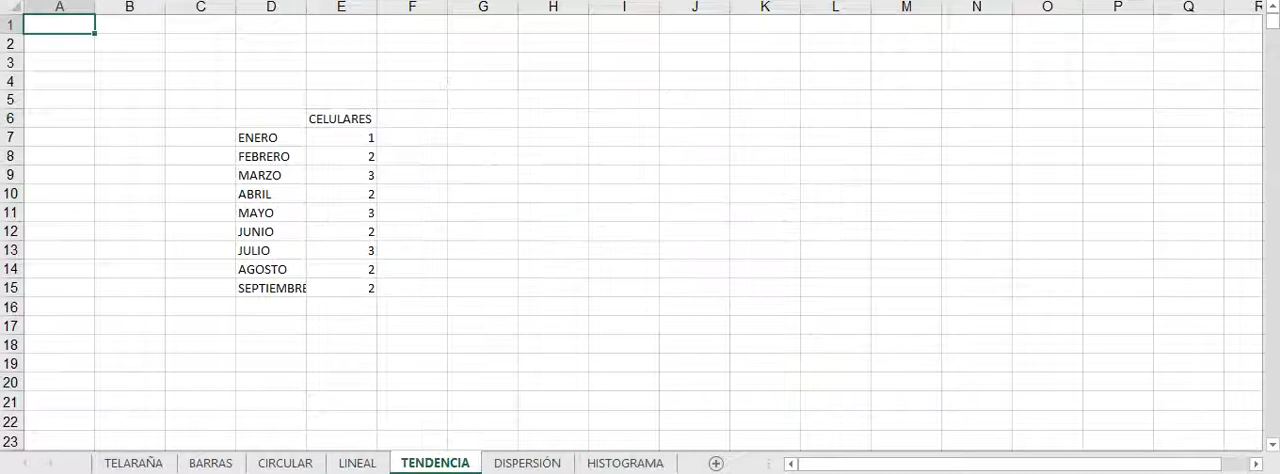 A B C D E F G H I J K L M N O P Q R
1
2
3
4
5
6 CELULARES
7 ENERO 1
8 FEBRERO 2
9 MARZO 3
10 ABRIL 2
11 MAYO 3
12 JUNIO 2
13 JULIO 3
14 AGOSTO 2
15 SEPTIEMBRE 2
16
17
18
19
20
21
22
23
TELARAÑA BARRAS CIRCULAR LINEAL TENDENCIA DISPERSIÓN HISTOGRAMA